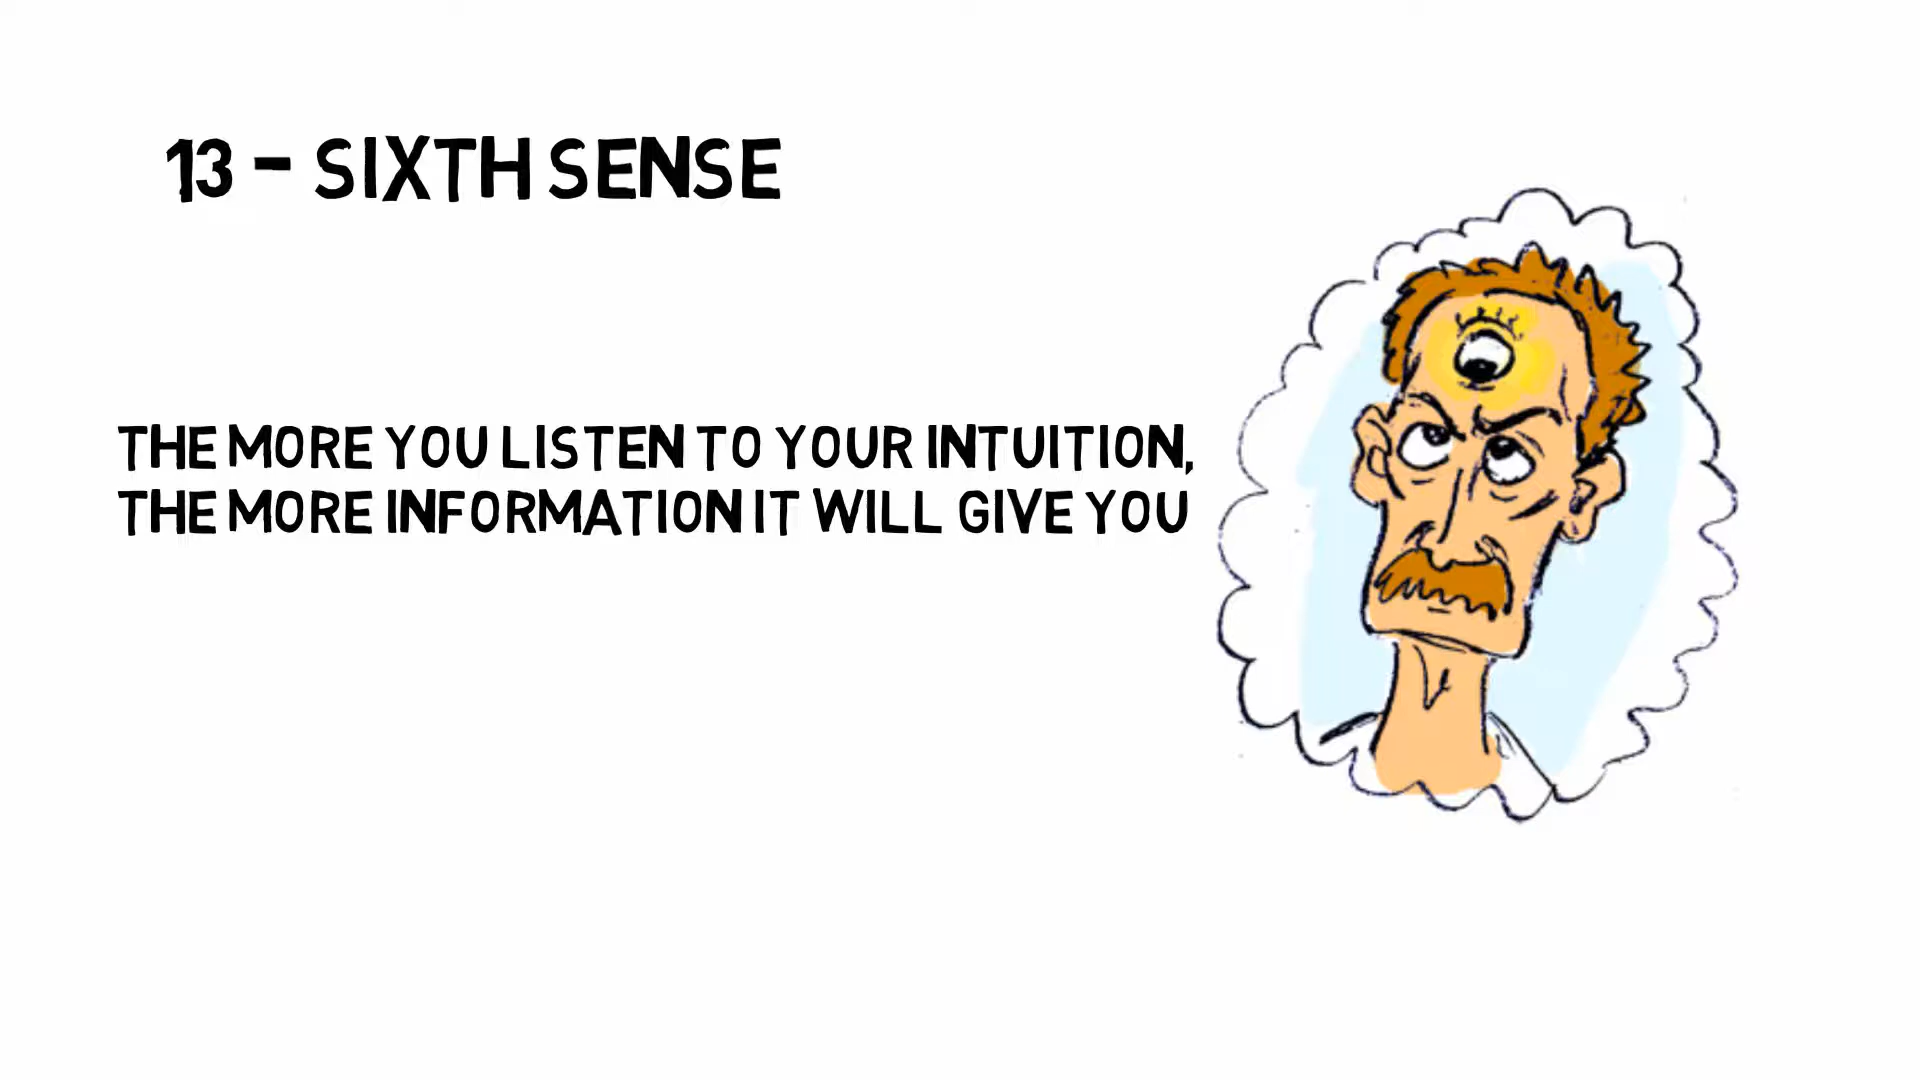 13 - SIXTH SENSE
THE MORE YOU LISTEN TO YOUR INTUITION,
THE MORE INFORMATION IT WILL GIVE YOU